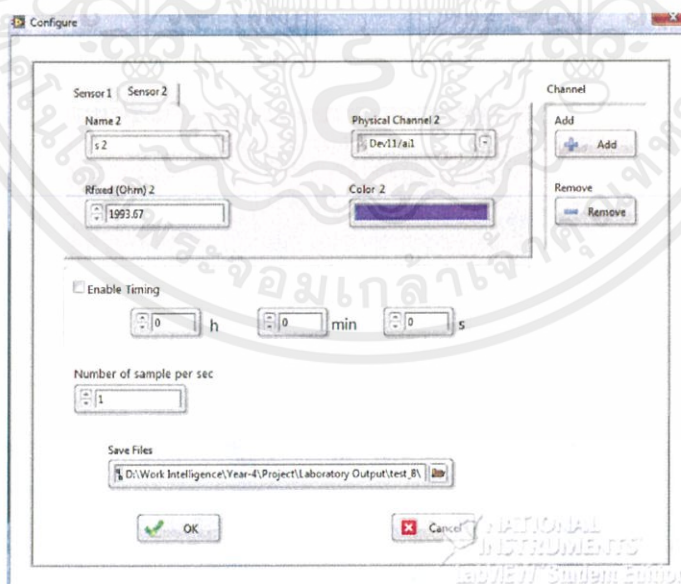 Configure
Sensor 1 Sensor 2
Channel
Name 2
Physical Channel 2
Add
s 2
Dev11/ai1
Add
Rfixed (Ohm) 2
Color 2
Remove
1993.67
Remove
Enable Timing
0 h 0 min 0 s
Number of sample per sec
1
Save Files
D:\Work Intelligence\Year-4\Project\Laboratory Output\test_8\
OK
Cancel
NATIONAL
INSTRUMENTS
LabVIEW Student Edition